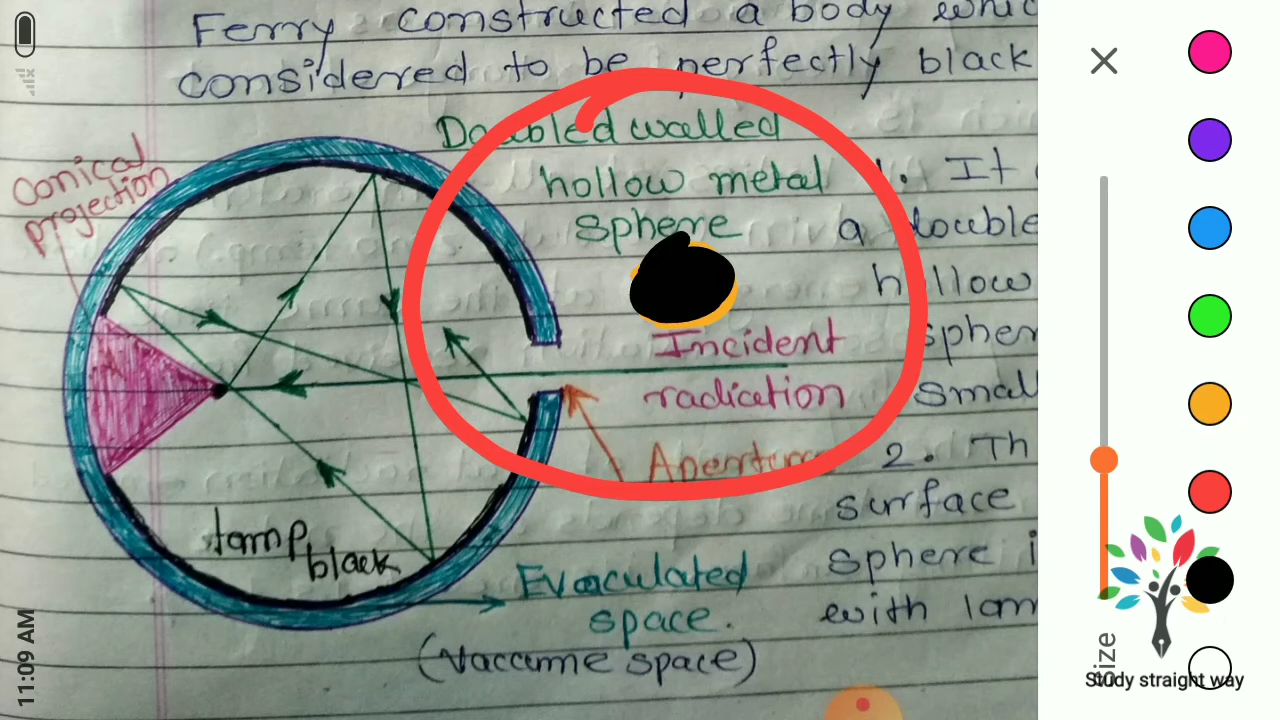 Ferry constructed a body whic
considered to be perfectly black
Doubled walled
hollow metal
sphere
conical
projection
1. It
a double
hollow
spher
small
Incident
radiation
Aperture
2. Th
surface
sphere i
with lam
lamp
black
Evaculated
space.
(Vaccume space)
11:09 AM
Size
Study straight way